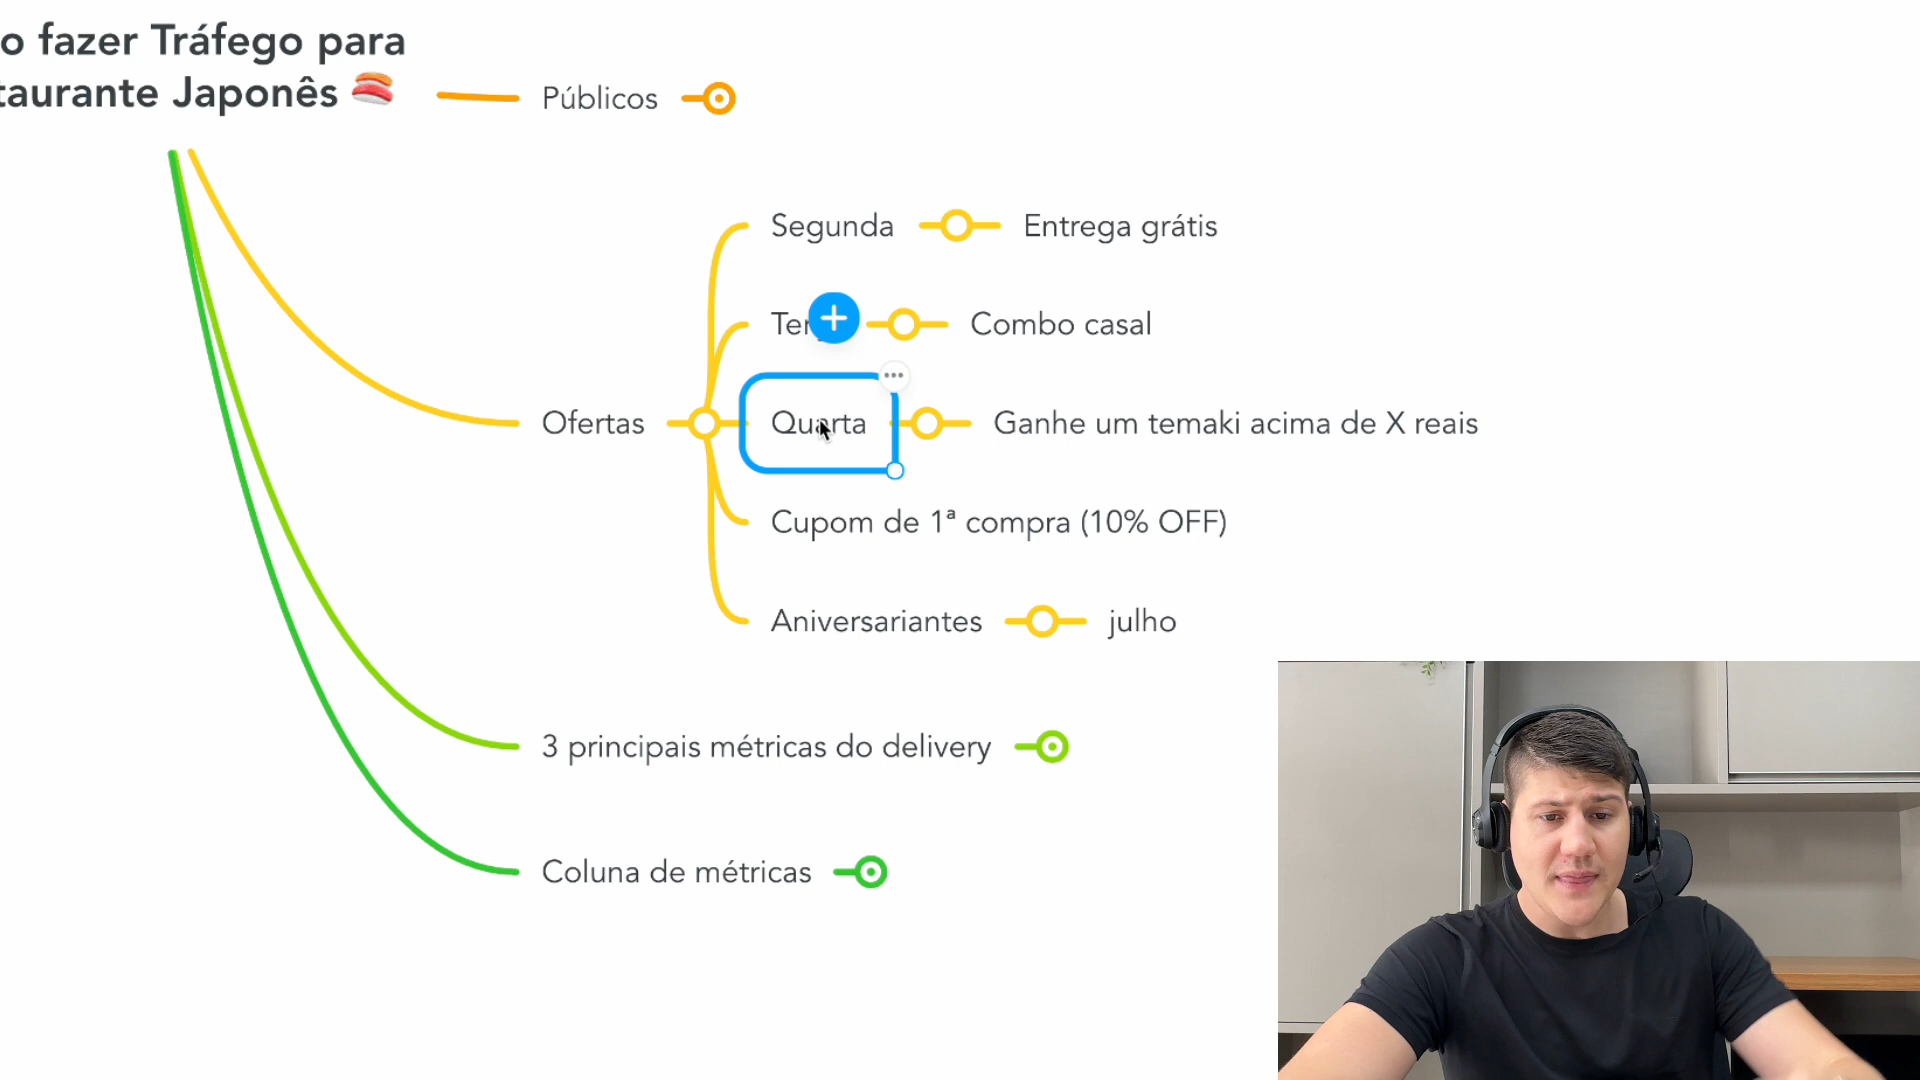 o fazer Tráfego para
taurante Japonês
Públicos
Segunda
Entrega grátis
Combo casal
Ofertas
Quarta
Ganhe um temaki acima de X reais
Cupom de 1ª compra (10% OFF)
Aniversariantes
julho
3 principais métricas do delivery
Coluna de métricas